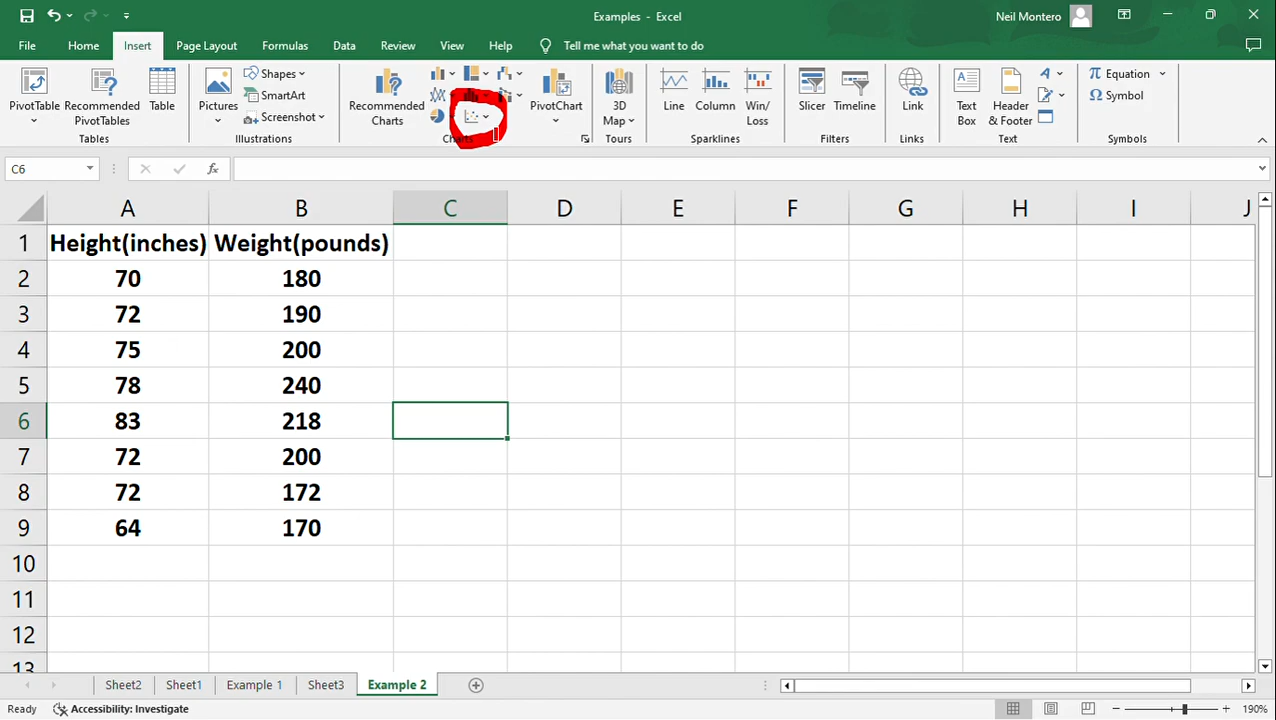 Examples - Excel
Neil Montero
File Home Insert Page Layout Formulas Data Review View Help Tell me what you want to do
PivotTable Recommended PivotTables Table
Tables
Pictures Shapes SmartArt Screenshot
Illustrations
Recommended Charts
PivotChart
Charts
3D Map
Tours
Line Column Win/Loss
Sparklines
Slicer Timeline
Filters
Link
Links
Text Box Header & Footer
Text
Equation Symbol
Symbols
C6 fx
A B C D E F G H I J
1 Height(inches) Weight(pounds)
2 70 180
3 72 190
4 75 200
5 78 240
6 83 218
7 72 200
8 72 172
9 64 170
10
11
12
13
Sheet2 Sheet1 Example 1 Sheet3 Example 2
Ready Accessibility: Investigate 190%